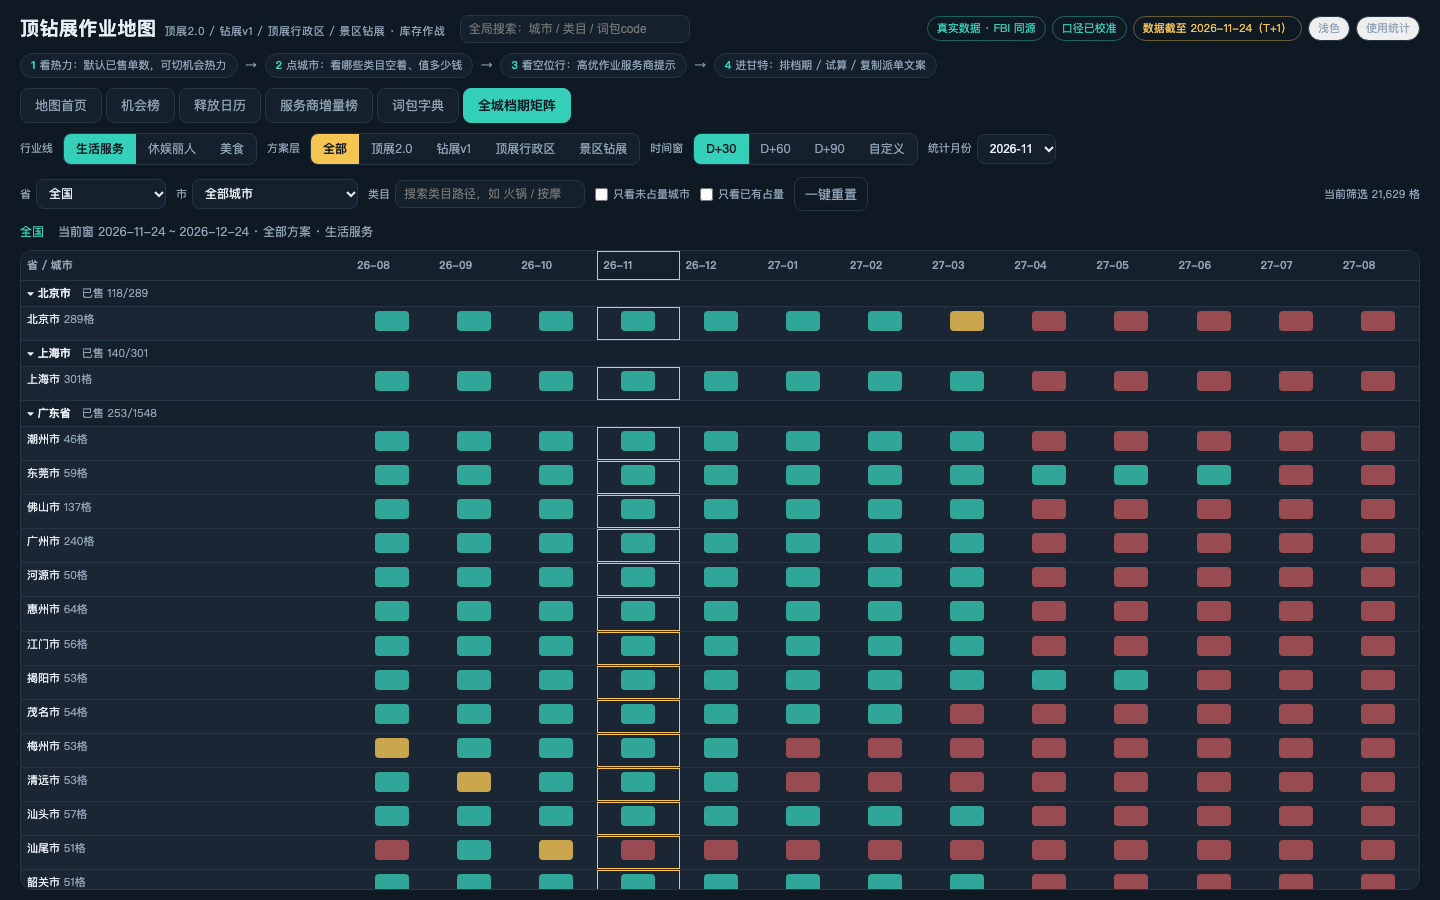 顶钻展作业地图 顶展2.0 / 钻展v1 / 顶展行政区 / 景区钻展 · 库存作战 全局搜索：城市 / 类目 / 词包code 真实数据 · FBI 同源 口径已校准 数据截至 2026-11-24（T+1） 浅色 使用统计
1 看热力：默认已售单数，可切机会热力 → 2 点城市：看哪些类目空着、值多少钱 → 3 看空位行：高优作业服务商提示 → 4 进甘特：排档期 / 试算 / 复制派单文案
地图首页 机会榜 释放日历 服务商增量榜 词包字典 全城档期矩阵
行业线 生活服务 休娱丽人 美食 方案层 全部 顶展2.0 钻展v1 顶展行政区 景区钻展 时间窗 D+30 D+60 D+90 自定义 统计月份 2026-11
省 全国 市 全部城市 类目 搜索类目路径，如 火锅 / 按摩 只看未占量城市 只看已有占量 一键重置 当前筛选 21,629 格
全国 当前窗 2026-11-24 ~ 2026-12-24 · 全部方案 · 生活服务
省 / 城市 26-08 26-09 26-10 26-11 26-12 27-01 27-02 27-03 27-04 27-05 27-06 27-07 27-08
北京市 已售 118/289
北京市 289格
上海市 已售 140/301
上海市 301格
广东省 已售 253/1548
潮州市 46格
东莞市 59格
佛山市 137格
广州市 240格
河源市 50格
惠州市 64格
江门市 56格
揭阳市 53格
茂名市 54格
梅州市 53格
清远市 53格
汕头市 57格
汕尾市 51格
韶关市 51格